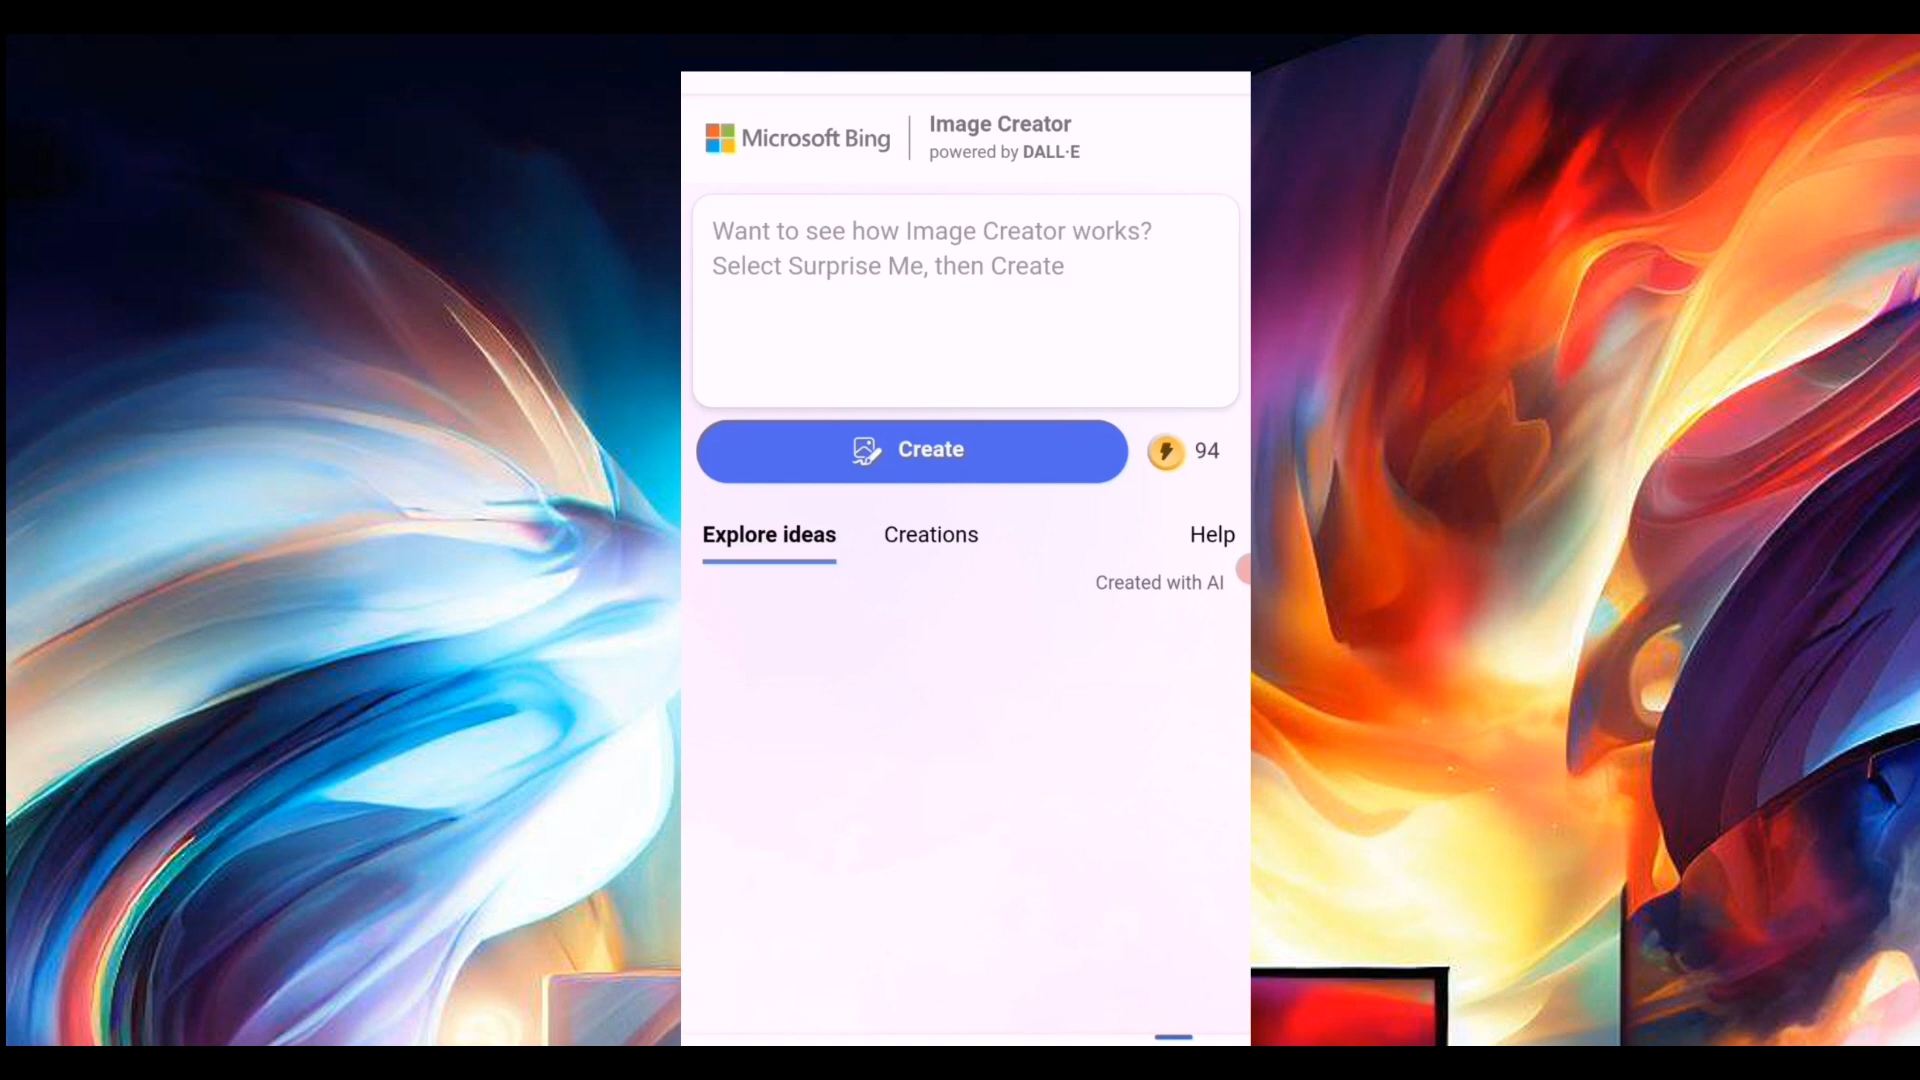 Microsoft Bing
Image Creator
powered by DALL·E
Want to see how Image Creator works?
Select Surprise Me, then Create
Create
94
Explore ideas
Creations
Help
Created with AI